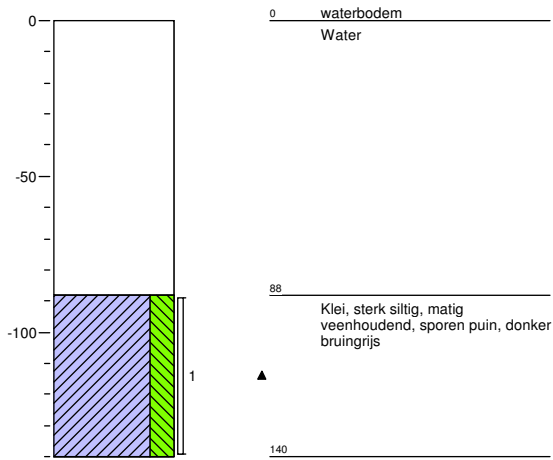 0
0 waterbodem
Water
-50
88
Klei, sterk siltig, matig
veenhoudend, sporen puin, donker
bruingrijs
-100
1
140